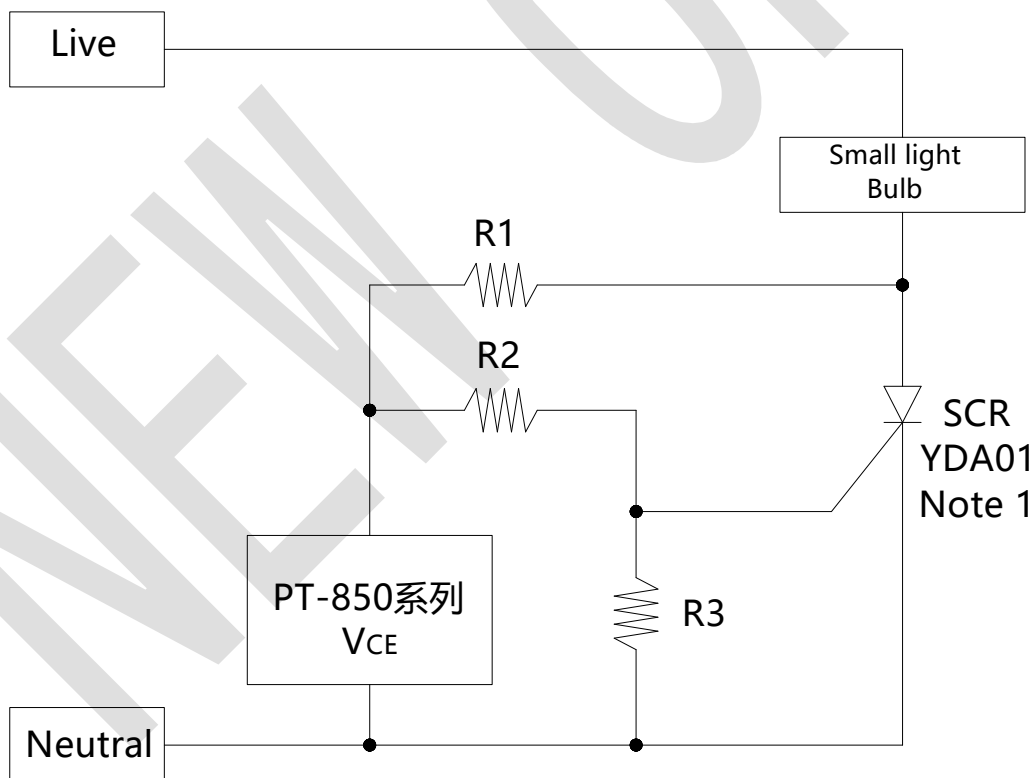 Live
Small light
Bulb
R1
R2
SCR
YDA01
Note 1
PT-850系列
VCE
R3
Neutral
NEW